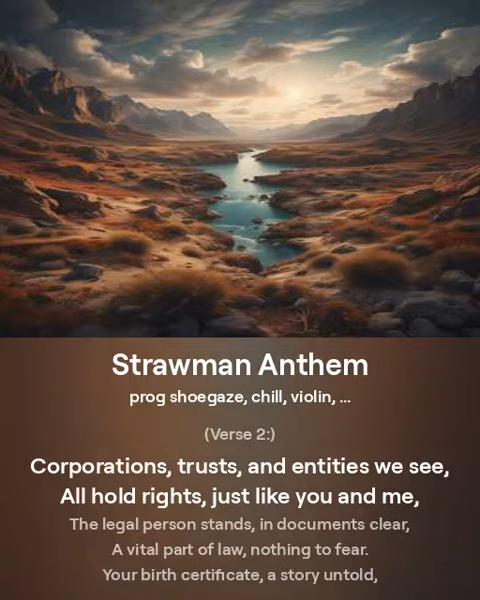 Strawman Anthem
prog shoegaze, chill, violin, ...
(Verse 2:)
Corporations, trusts, and entities we see,
All hold rights, just like you and me,
The legal person stands, in documents clear,
A vital part of law, nothing to fear.
Your birth certificate, a story untold,